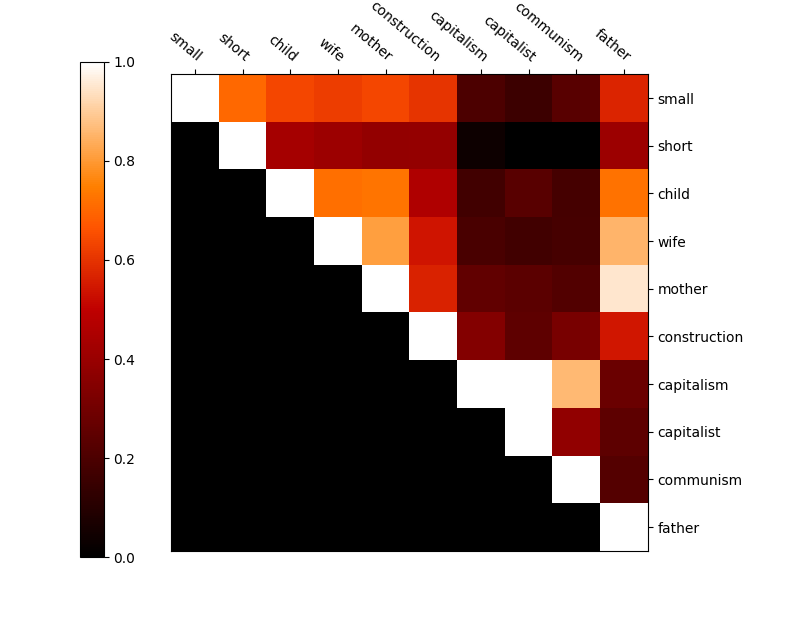 small
short
child
wife
mother
construction
capitalism
capitalist
communism
father
1.0
0.8
0.6
0.4
0.2
0.0
small
short
child
wife
mother
construction
capitalism
capitalist
communism
father